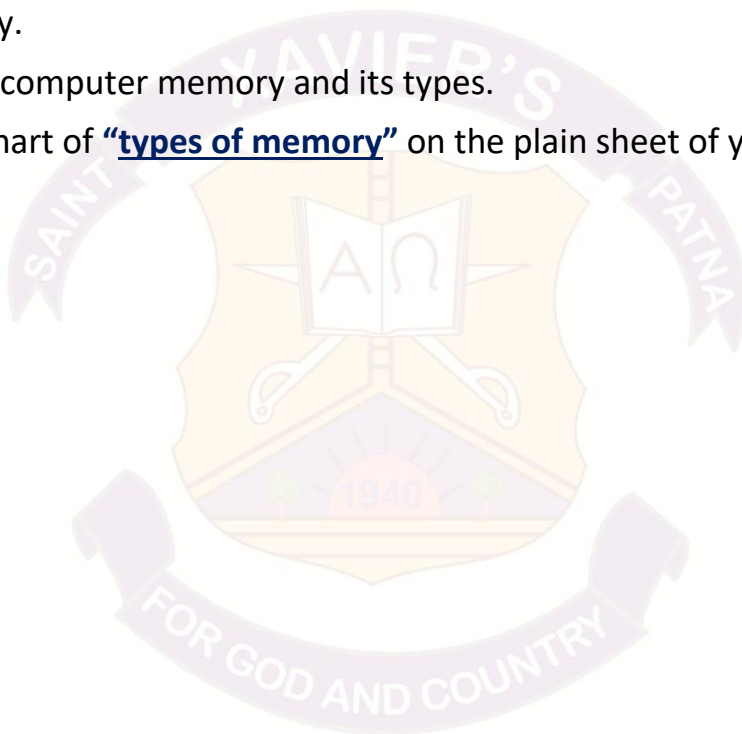 y.
computer memory and its types.
hart of “types of memory” on the plain sheet of y
SAINT XAVIER’S PATNA
ΑΩ
1940
FOR GOD AND COUNTRY